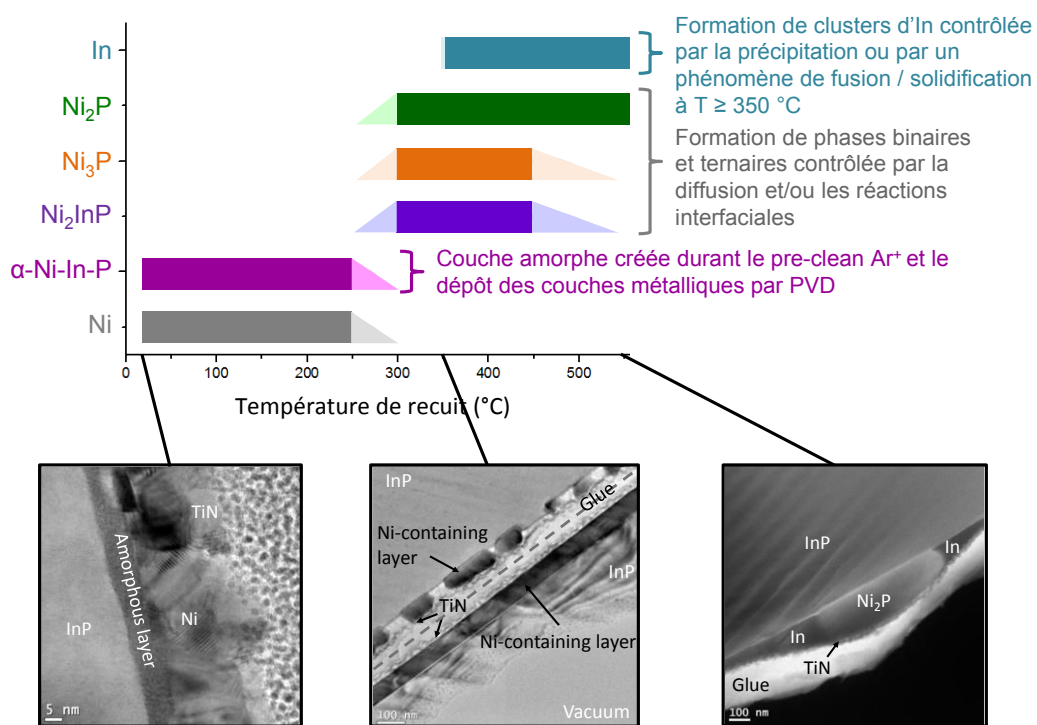 In
Formation de clusters d’In contrôlée
par la précipitation ou par un
phénomène de fusion / solidification
à T ≥ 350 °C
Ni₂P
Ni₃P
Ni₂InP
Formation de phases binaires
et ternaires contrôlée par la
diffusion et/ou les réactions
interfaciales
α-Ni-In-P
Couche amorphe créée durant le pre-clean Ar⁺ et le
dépôt des couches métalliques par PVD
Ni
0 100 200 300 400 500
Température de recuit (°C)
TiN
Amorphous layer
Ni
InP
5 nm
InP
Glue
Ni-containing
layer
InP
TiN
Ni-containing layer
100 nm
Vacuum
InP
In
Ni₂P
In
TiN
Glue
100 nm